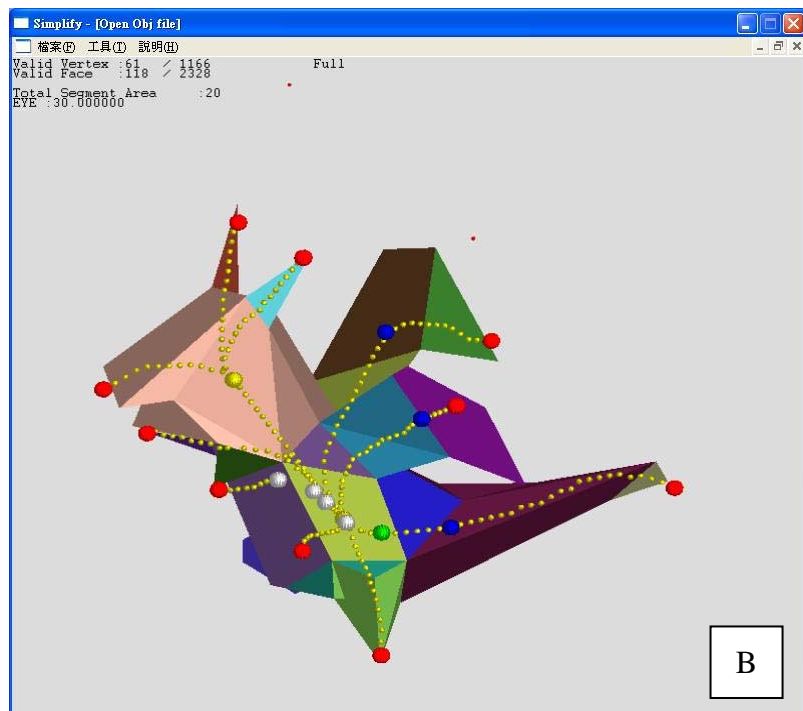 Simplify - [Open Obj file]
檔案(F) 工具(T) 說明(H)
Valid Vertex :61 / 1166 Full
Valid Face :118 / 2328
Total Segment Area :20
EYE :30.000000
B